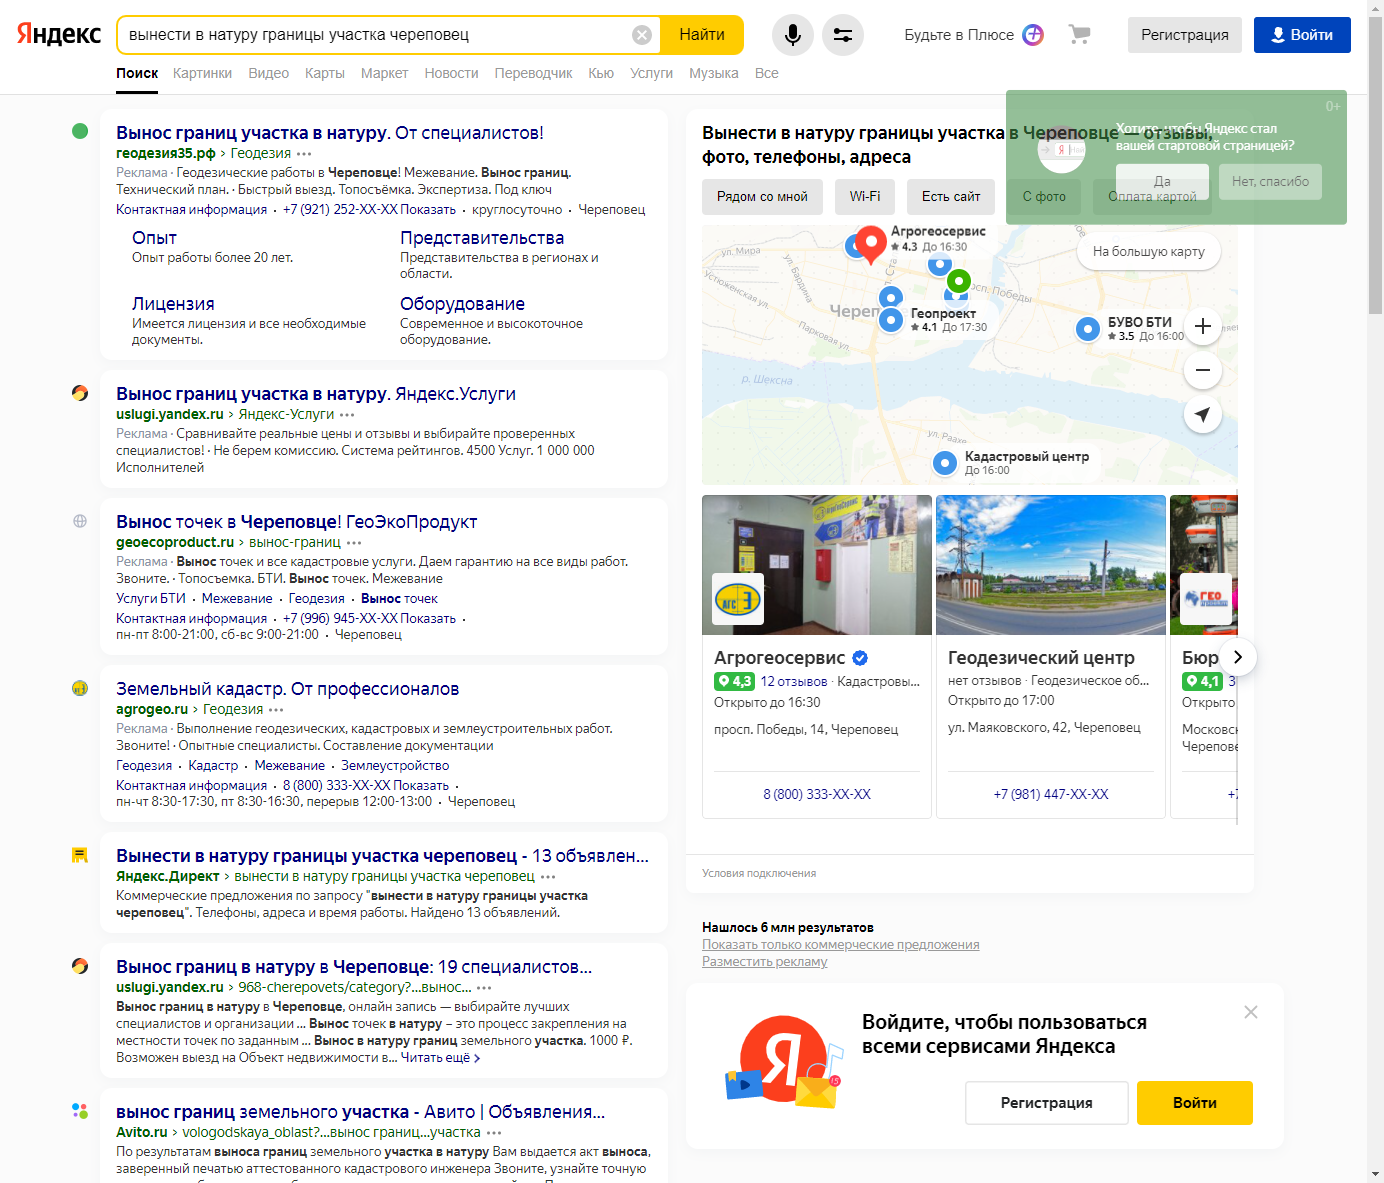 Яндекс
вынести в натуру границы участка череповец
Найти
Будьте в Плюсе
Регистрация
Войти
Поиск
Картинки
Видео
Карты
Маркет
Новости
Переводчик
Кью
Услуги
Музыка
Все
Вынос границ участка в натуру. От специалистов!
геодезия35.рф › Геодезия
Реклама · Геодезические работы в Череповце! Межевание. Вынос границ.
Технический план. · Быстрый выезд. Топосъёмка. Экспертиза. Под ключ
Контактная информация · +7 (921) 252-XX-XX Показать · круглосуточно · Череповец
Опыт
Опыт работы более 20 лет.
Представительства
Представительства в регионах и
области.
Лицензия
Имеется лицензия и все необходимые
документы.
Оборудование
Современное и высокоточное
оборудование.
Вынос границ участка в натуру. Яндекс.Услуги
uslugi.yandex.ru › Яндекс-Услуги
Реклама · Сравнивайте реальные цены и отзывы и выбирайте проверенных
специалистов! · Не берем комиссию. Система рейтингов. 4500 Услуг. 1 000 000
Исполнителей
Вынос точек в Череповце! ГеоЭкоПродукт
geoecoproduct.ru › вынос-границ
Реклама · Вынос точек и все кадастровые услуги. Даем гарантию на все виды работ.
Звоните. · Топосъемка. БТИ. Вынос точек. Межевание
Услуги БТИ · Межевание · Геодезия · Вынос точек
Контактная информация · +7 (996) 945-XX-XX Показать ·
пн-пт 8:00-21:00, сб-вс 9:00-21:00 · Череповец
Земельный кадастр. От профессионалов
agrogeo.ru › Геодезия
Реклама · Выполнение геодезических, кадастровых и землеустроительных работ.
Звоните! · Опытные специалисты. Составление документации
Геодезия · Кадастр · Межевание · Землеустройство
Контактная информация · 8 (800) 333-XX-XX Показать ·
пн-чт 8:30-17:30, пт 8:30-16:30, перерыв 12:00-13:00 · Череповец
Вынести в натуру границы участка череповец - 13 объявлен...
Яндекс.Директ › вынести в натуру границы участка череповец
Коммерческие предложения по запросу "вынести в натуру границы участка
череповец". Телефоны, адреса и время работы. Найдено 13 объявлений.
Вынос границ в натуру в Череповце: 19 специалистов...
uslugi.yandex.ru › 968-cherepovets/category?...вынос...
Вынос границ в натуру в Череповце, онлайн запись — выбирайте лучших
специалистов и организации ... Вынос точек в натуру – это процесс закрепления на
местности точек по заданным ... Вынос в натуру границ земельного участка. 1000 ₽.
Возможен выезд на Объект недвижимости в... Читать ещё ›
вынос границ земельного участка - Авито | Объявления...
Avito.ru › vologodskaya_oblast?...вынос границ...участка
По результатам выноса границ земельного участка в натуру Вам выдается акт выноса,
заверенный печатью аттестованного кадастрового инженера Звоните, узнайте точную
Вынести в натуру границы участка в Череповце — отзывы,
фото, телефоны, адреса
0+
Хотите, чтобы Яндекс стал
вашей стартовой страницей?
Да
Нет, спасибо
Рядом со мной
Wi-Fi
Есть сайт
С фото
Оплата картой
На большую карту
Агрогеосервис
4.3 До 16:30
ул. Мира
Устюженская ул.
ул. Бардина
Парковая ул.
просп. Победы
Череп
Геопроект
4.1 До 17:30
БУВО БТИ
3.5 До 16:00
р. Шексна
ул. Раахе
Кадастровый центр
До 16:00
АГС
ГЕО
Агрогеосервис
4,3 12 отзывов · Кадастровы...
Открыто до 16:30
просп. Победы, 14, Череповец
8 (800) 333-XX-XX
Геодезический центр
нет отзывов · Геодезическое об...
Открыто до 17:00
ул. Маяковского, 42, Череповец
+7 (981) 447-XX-XX
Бюр
4,1 3
Открыто
Московск
Черепове
+7
Условия подключения
Нашлось 6 млн результатов
Показать только коммерческие предложения
Разместить рекламу
Войдите, чтобы пользоваться
всеми сервисами Яндекса
Я
15
Регистрация
Войти